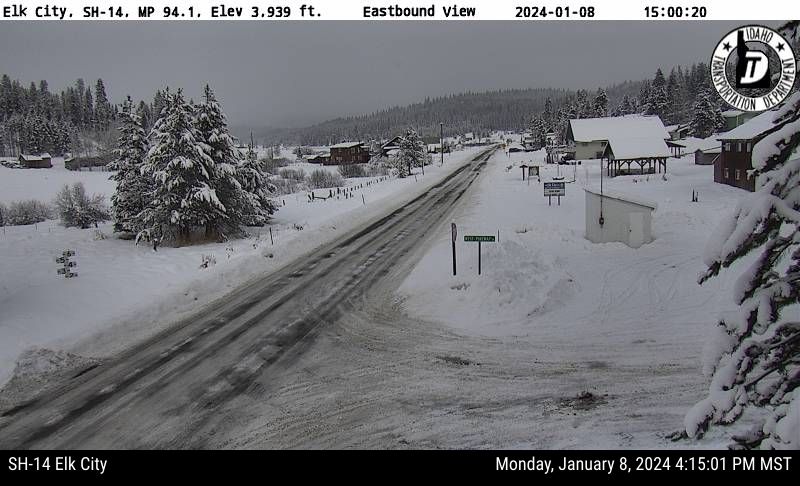 Elk City, SH-14, MP 94.1, Elev 3,939 ft. Eastbound View 2024-01-08 15:00:20
IDAHO
TRANSPORTATION DEPARTMENT
SH-14 Elk City Monday, January 8, 2024 4:15:01 PM MST